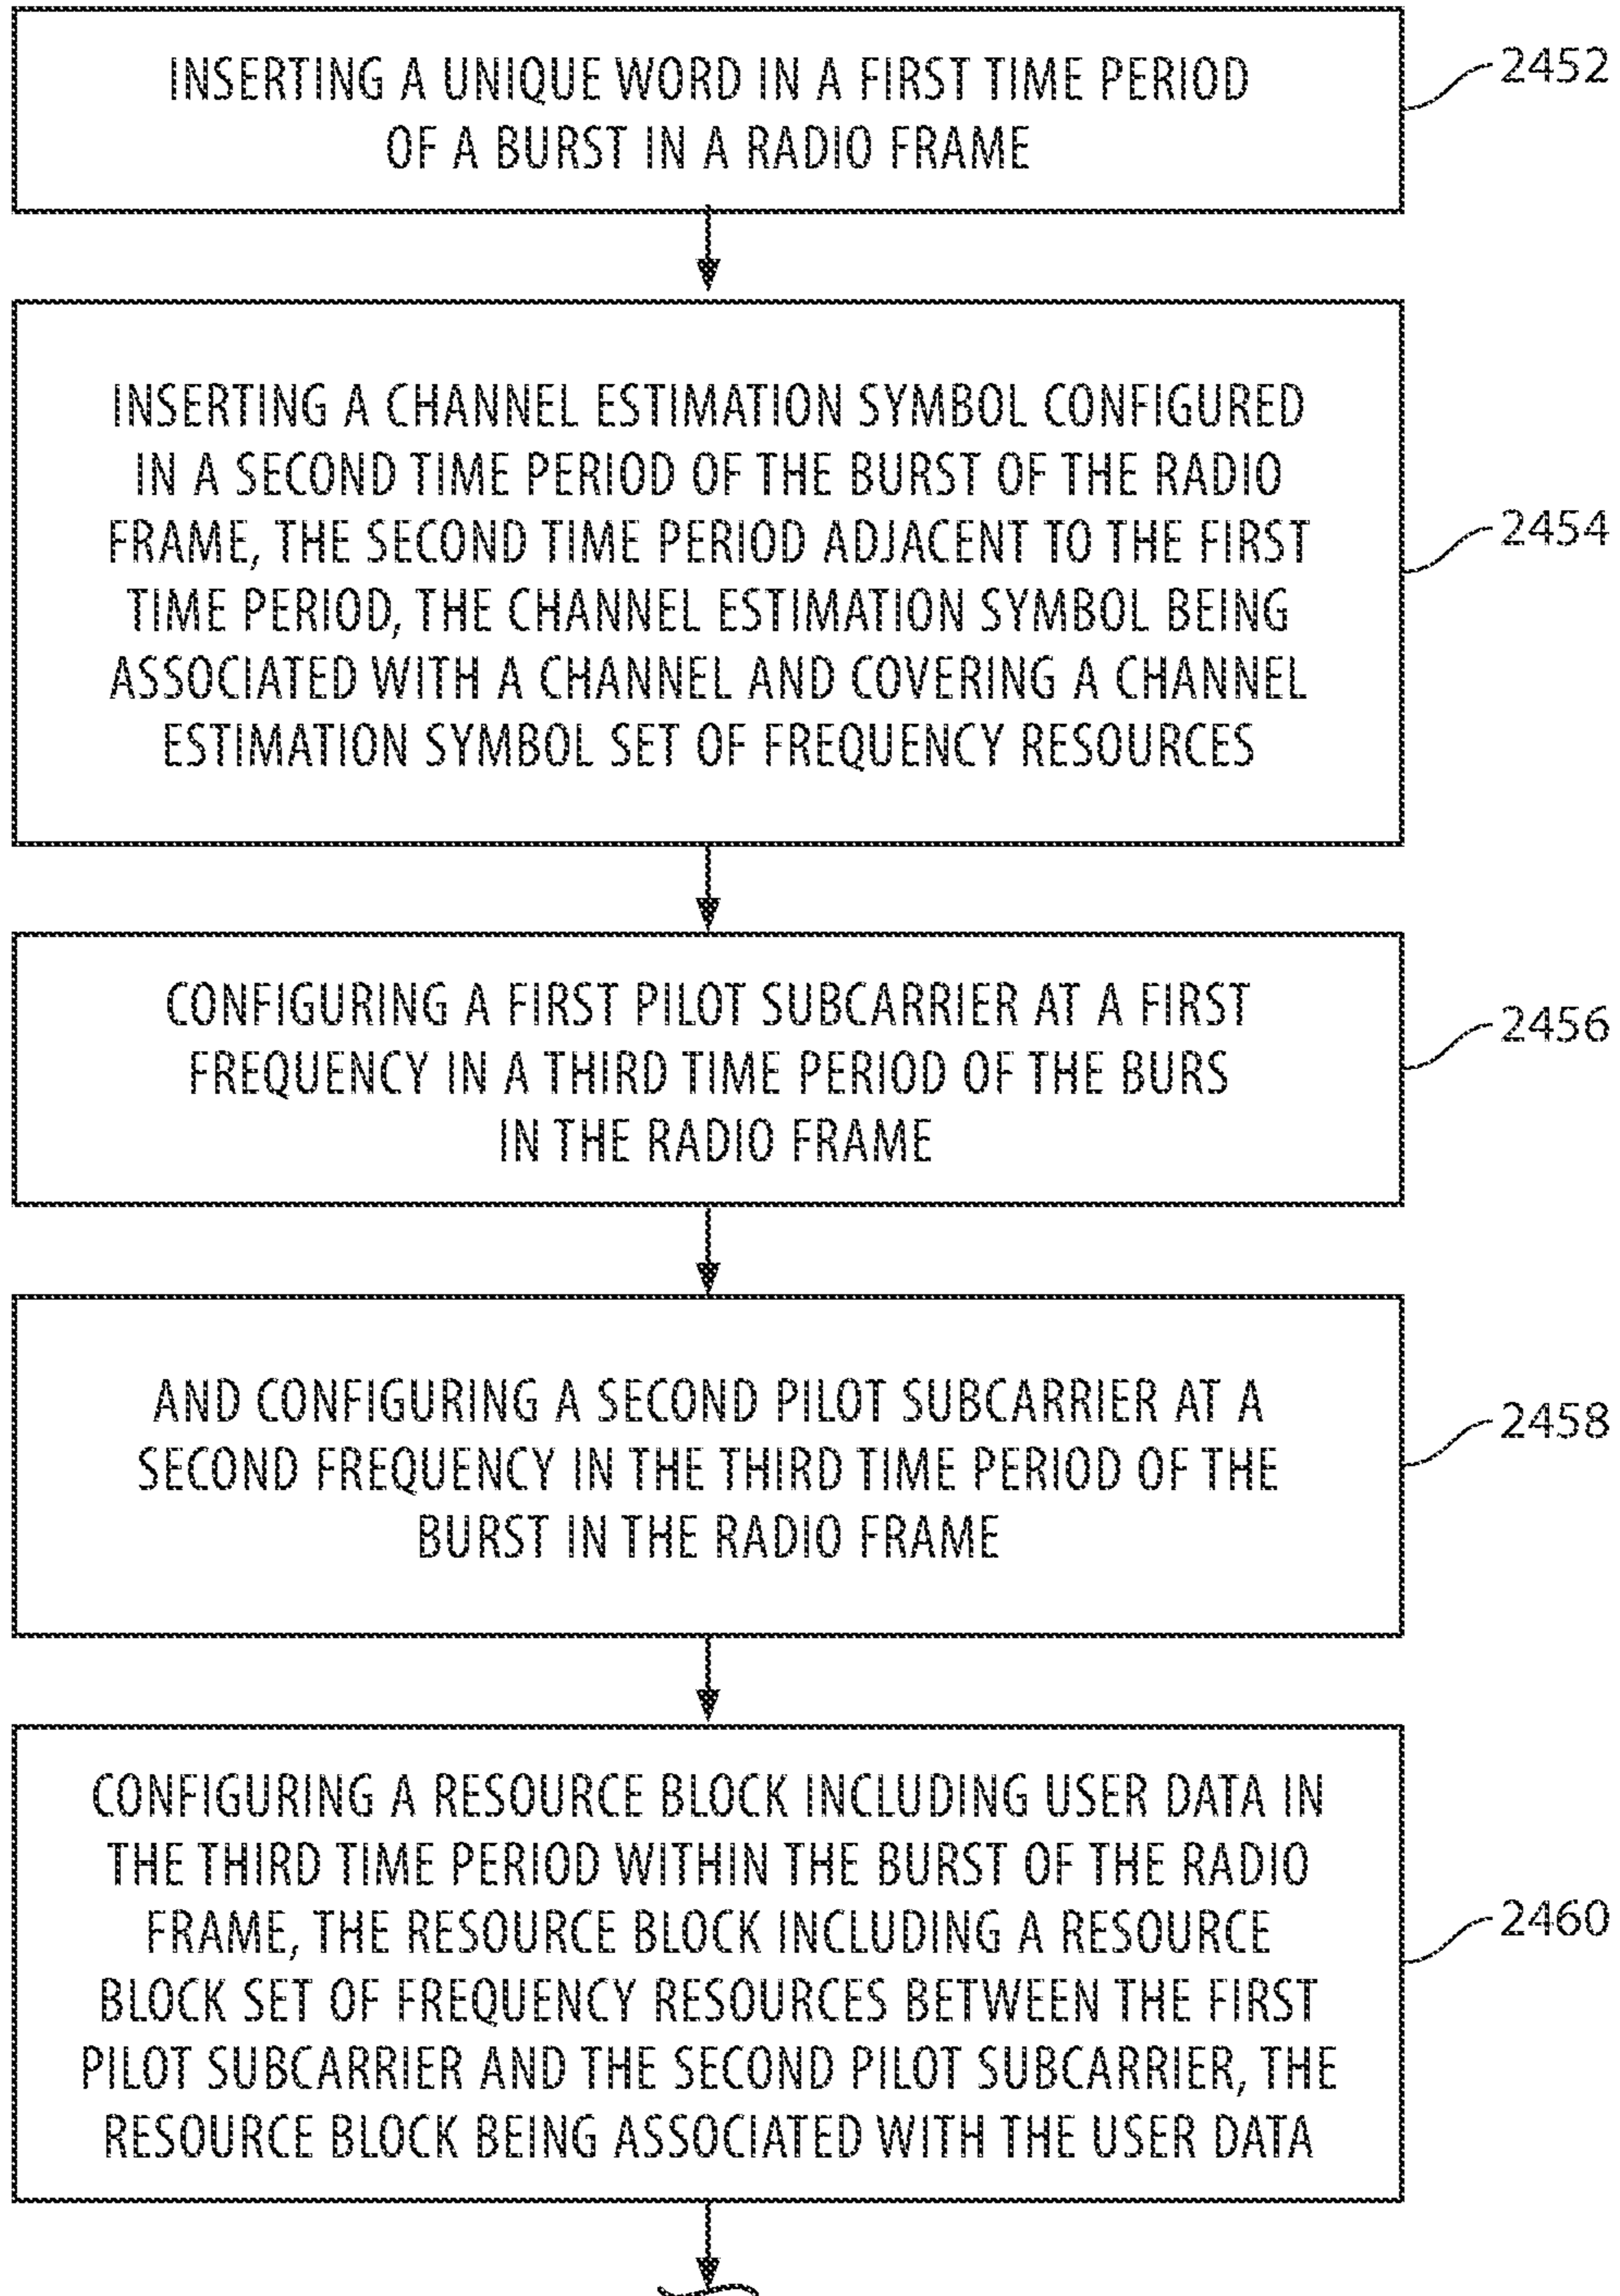 INSERTING A UNIQUE WORD IN A FIRST TIME PERIOD
OF A BURST IN A RADIO FRAME
2452
INSERTING A CHANNEL ESTIMATION SYMBOL CONFIGURED
IN A SECOND TIME PERIOD OF THE BURST OF THE RADIO
FRAME, THE SECOND TIME PERIOD ADJACENT TO THE FIRST
TIME PERIOD, THE CHANNEL ESTIMATION SYMBOL BEING
ASSOCIATED WITH A CHANNEL AND COVERING A CHANNEL
ESTIMATION SYMBOL SET OF FREQUENCY RESOURCES
2454
CONFIGURING A FIRST PILOT SUBCARRIER AT A FIRST
FREQUENCY IN A THIRD TIME PERIOD OF THE BURS
IN THE RADIO FRAME
2456
AND CONFIGURING A SECOND PILOT SUBCARRIER AT A
SECOND FREQUENCY IN THE THIRD TIME PERIOD OF THE
BURST IN THE RADIO FRAME
2458
CONFIGURING A RESOURCE BLOCK INCLUDING USER DATA IN
THE THIRD TIME PERIOD WITHIN THE BURST OF THE RADIO
FRAME, THE RESOURCE BLOCK INCLUDING A RESOURCE
BLOCK SET OF FREQUENCY RESOURCES BETWEEN THE FIRST
PILOT SUBCARRIER AND THE SECOND PILOT SUBCARRIER, THE
RESOURCE BLOCK BEING ASSOCIATED WITH THE USER DATA
2460